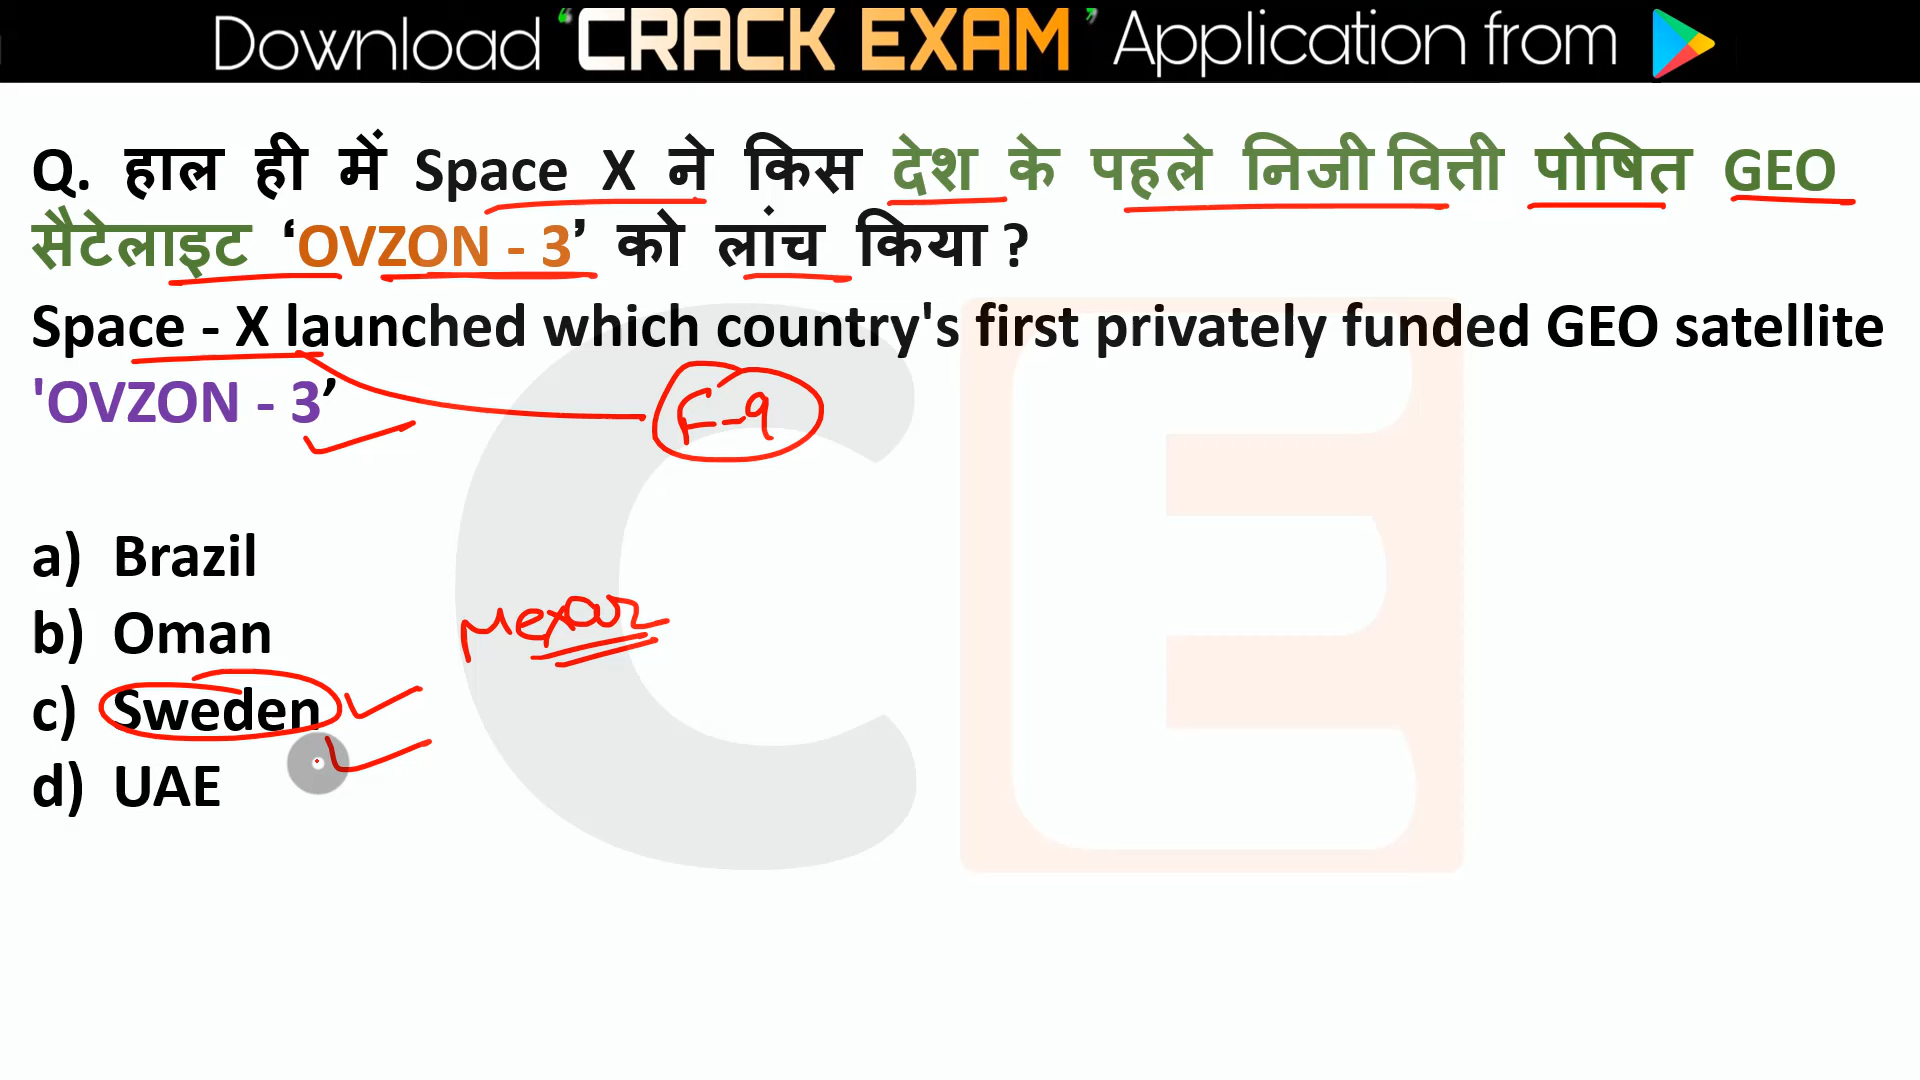 Download ‘CRACK EXAM’ Application from
Q. हाल ही में Space X ने किस देश के पहले निजी वित्ती पोषित GEO
सैटेलाइट ‘OVZON - 3’ को लांच किया ?
Space - X launched which country's first privately funded GEO satellite
'OVZON - 3’
F-9
a) Brazil
b) Oman
c) Sweden
d) UAE
CE